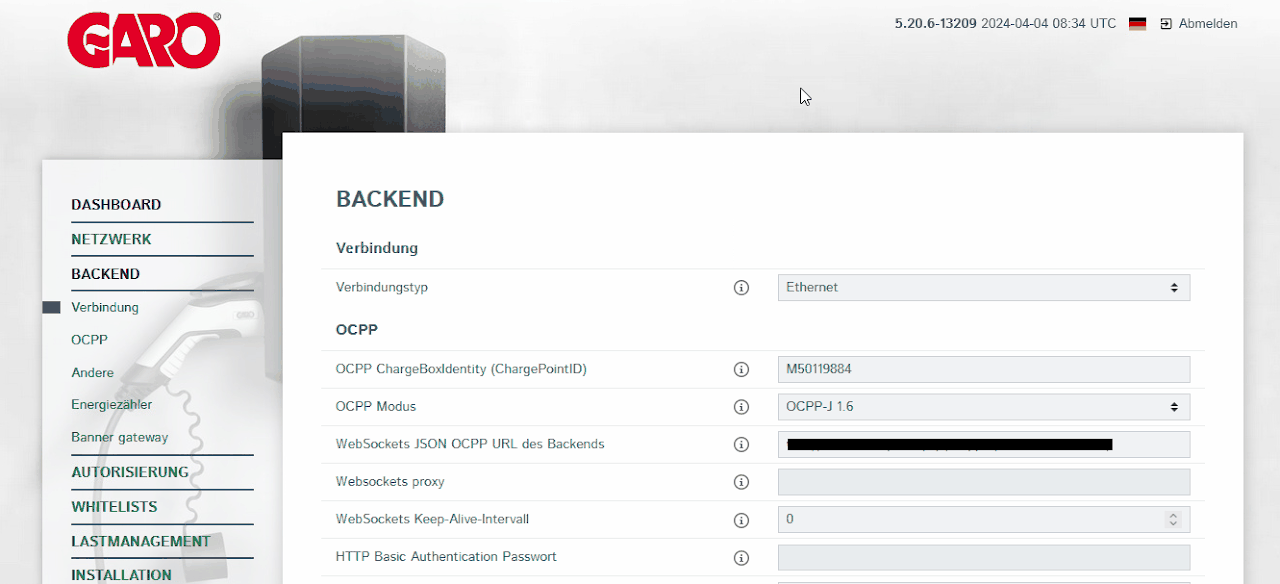 GARO®
5.20.6-13209 2024-04-04 08:34 UTC Abmelden
DASHBOARD
NETZWERK
BACKEND
Verbindung
OCPP
Andere
Energiezähler
Banner gateway
AUTORISIERUNG
WHITELISTS
LASTMANAGEMENT
INSTALLATION
BACKEND
Verbindung
Verbindungstyp Ethernet
OCPP
OCPP ChargeBoxIdentity (ChargePointID) M50119884
OCPP Modus OCPP-J 1.6
WebSockets JSON OCPP URL des Backends
Websockets proxy
WebSockets Keep-Alive-Intervall 0
HTTP Basic Authentication Passwort